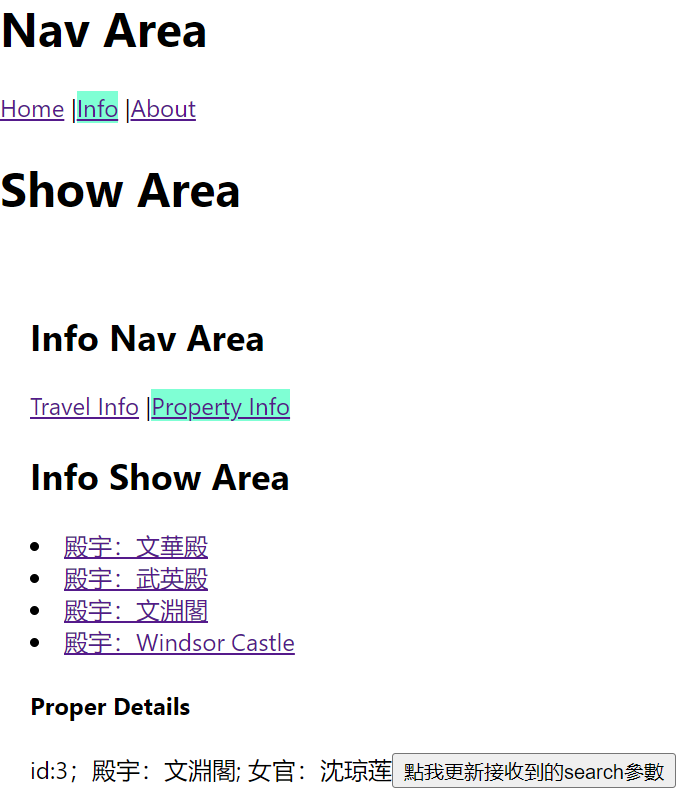 Nav Area
Home |Info |About
Show Area
Info Nav Area
Travel Info |Property Info
Info Show Area
殿宇：文華殿
殿宇：武英殿
殿宇：文淵閣
殿宇：Windsor Castle
Proper Details
id:3；殿宇：文淵閣; 女官：沈琼莲 點我更新接收到的search參數